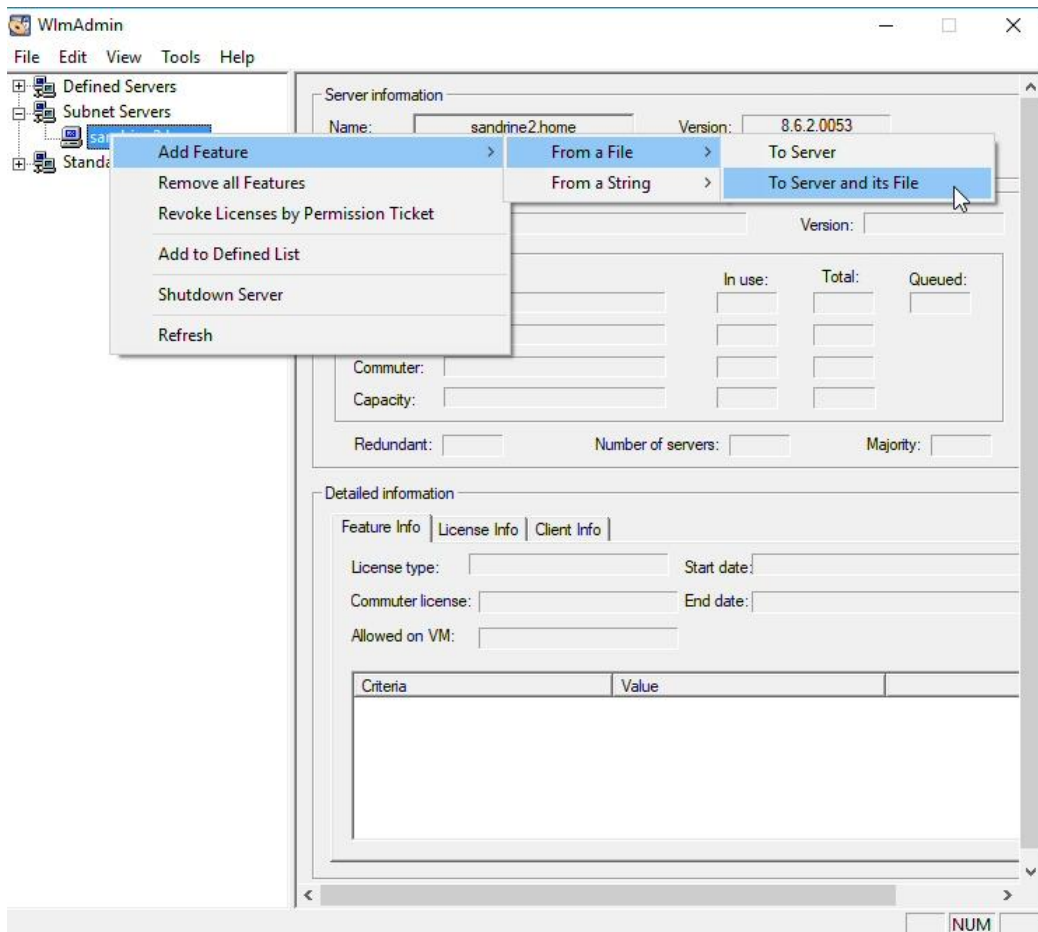 WlmAdmin
File Edit View Tools Help
Defined Servers
Subnet Servers
Standa
Server information
Name: sandrine2.home Version: 8.6.2.0053
Add Feature
From a File
To Server
Remove all Features
From a String
To Server and its File
Revoke Licenses by Permission Ticket
Version:
Add to Defined List
In use: Total: Queued:
Shutdown Server
Refresh
Commuter:
Capacity:
Redundant: Number of servers: Majority:
Detailed information
Feature Info License Info Client Info
License type: Start date:
Commuter license: End date:
Allowed on VM:
Criteria Value
NUM